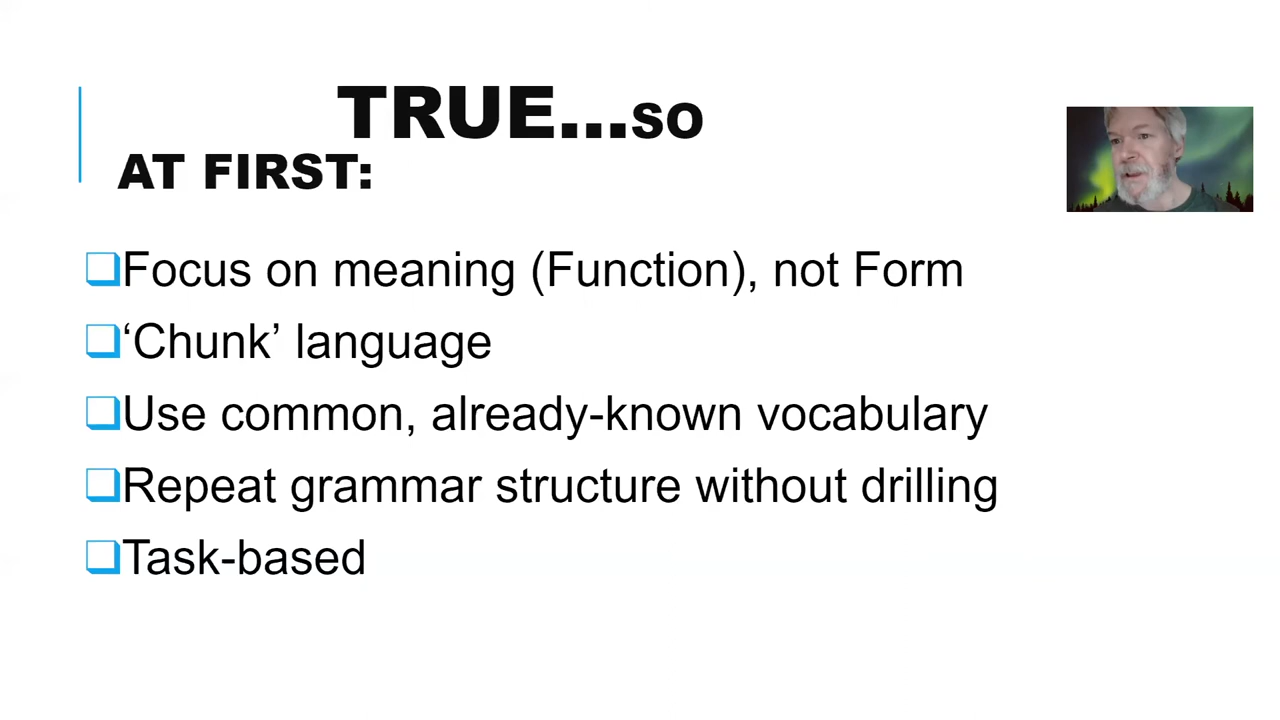 TRUE...so
AT FIRST:
❑Focus on meaning (Function), not Form
❑‘Chunk’ language
❑Use common, already-known vocabulary
❑Repeat grammar structure without drilling
❑Task-based